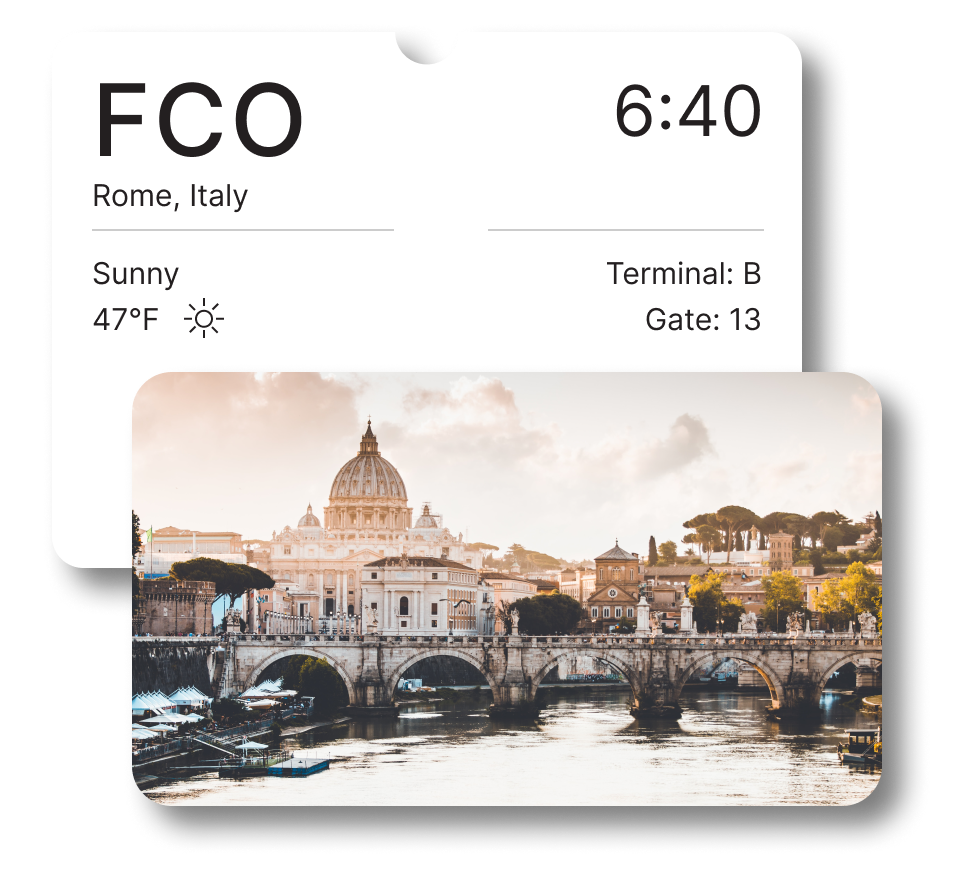 FCO
6:40
Rome, Italy
Sunny
Terminal: B
47°F
Gate: 13